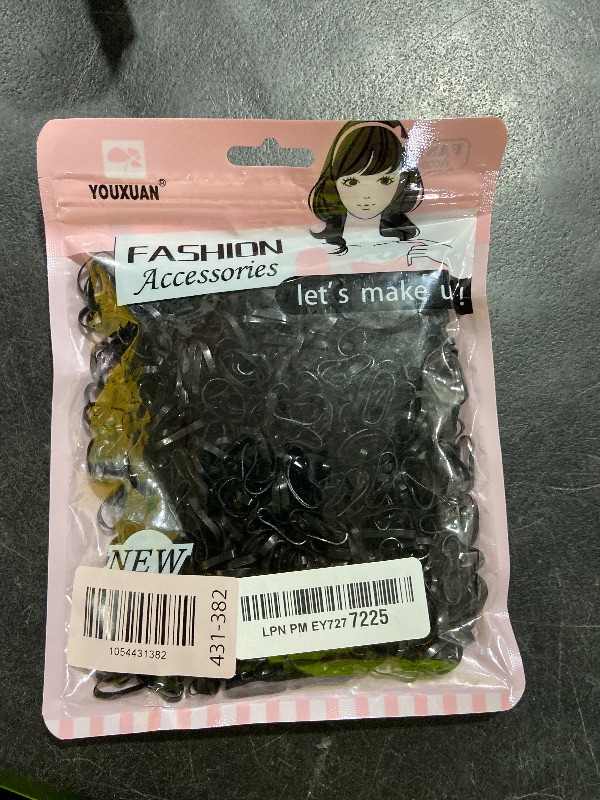 YOUXUAN®
FASHION
Accessories
let's make u!
NEW
1054431382
431-382
LPN PM EY727 7225